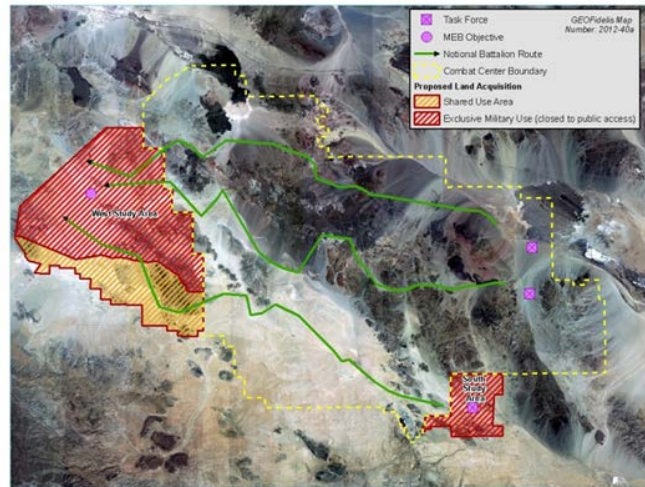 Task Force
MEB Objective
Notional Battalion Route
Combat Center Boundary
Proposed Land Acquisition
Shared Use Area
Exclusive Military Use (closed to public access)
GEOFidelis Map
Number: 2012-40a
West Study Area
South
Study
Area